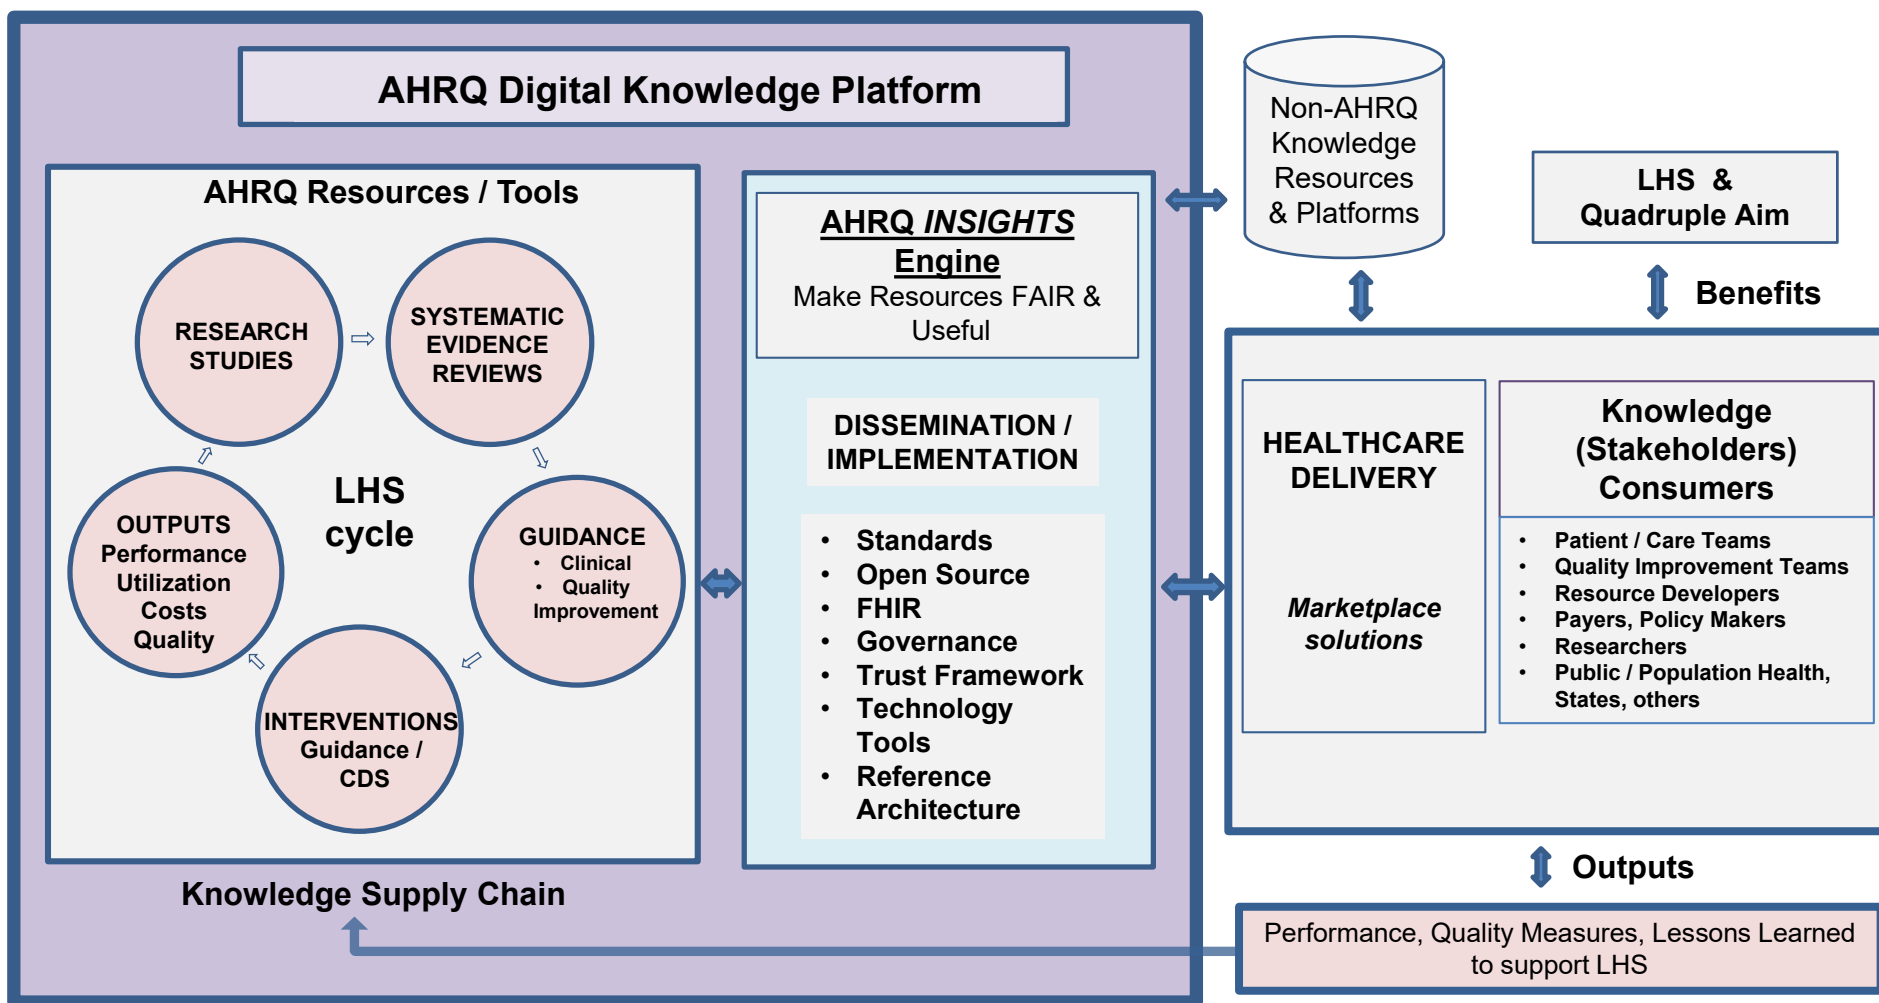 AHRQ Digital Knowledge Platform
AHRQ Resources / Tools
RESEARCH
STUDIES
SYSTEMATIC
EVIDENCE
REVIEWS
LHS
cycle
OUTPUTS
Performance
Utilization
Costs
Quality
GUIDANCE
• Clinical
• Quality
Improvement
INTERVENTIONS
Guidance /
CDS
Knowledge Supply Chain
AHRQ INSIGHTS
Engine
Make Resources FAIR &
Useful
DISSEMINATION /
IMPLEMENTATION
• Standards
• Open Source
• FHIR
• Governance
• Trust Framework
• Technology
Tools
• Reference
Architecture
Non-AHRQ
Knowledge
Resources
& Platforms
LHS &
Quadruple Aim
Benefits
HEALTHCARE
DELIVERY
Marketplace
solutions
Knowledge
(Stakeholders)
Consumers
• Patient / Care Teams
• Quality Improvement Teams
• Resource Developers
• Payers, Policy Makers
• Researchers
• Public / Population Health,
States, others
Outputs
Performance, Quality Measures, Lessons Learned
to support LHS